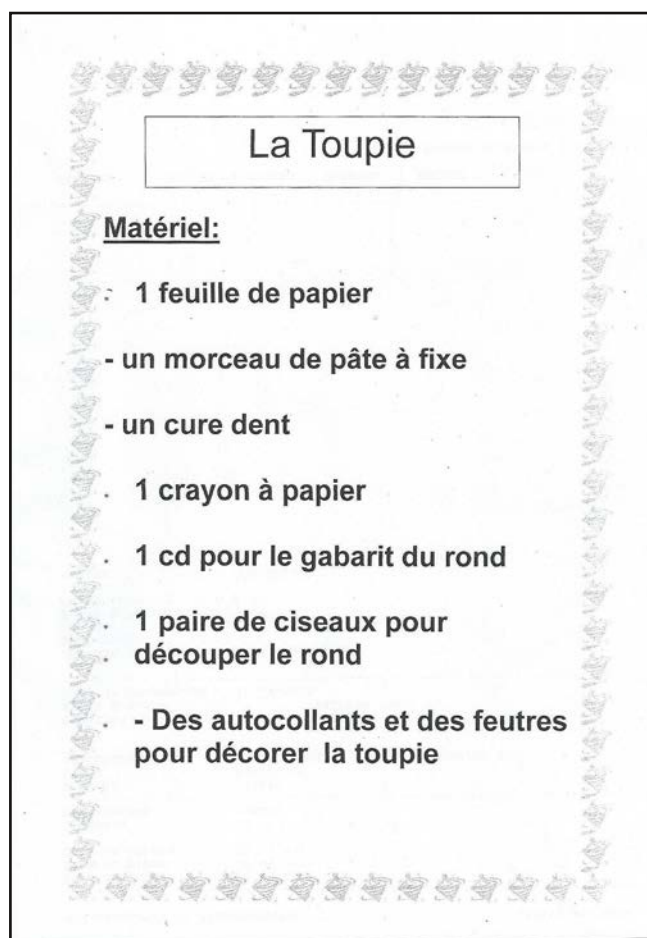 La Toupie
Matériel:
1 feuille de papier
- un morceau de pâte à fixe
- un cure dent
1 crayon à papier
1 cd pour le gabarit du rond
1 paire de ciseaux pour
découper le rond
- Des autocollants et des feutres
pour décorer la toupie